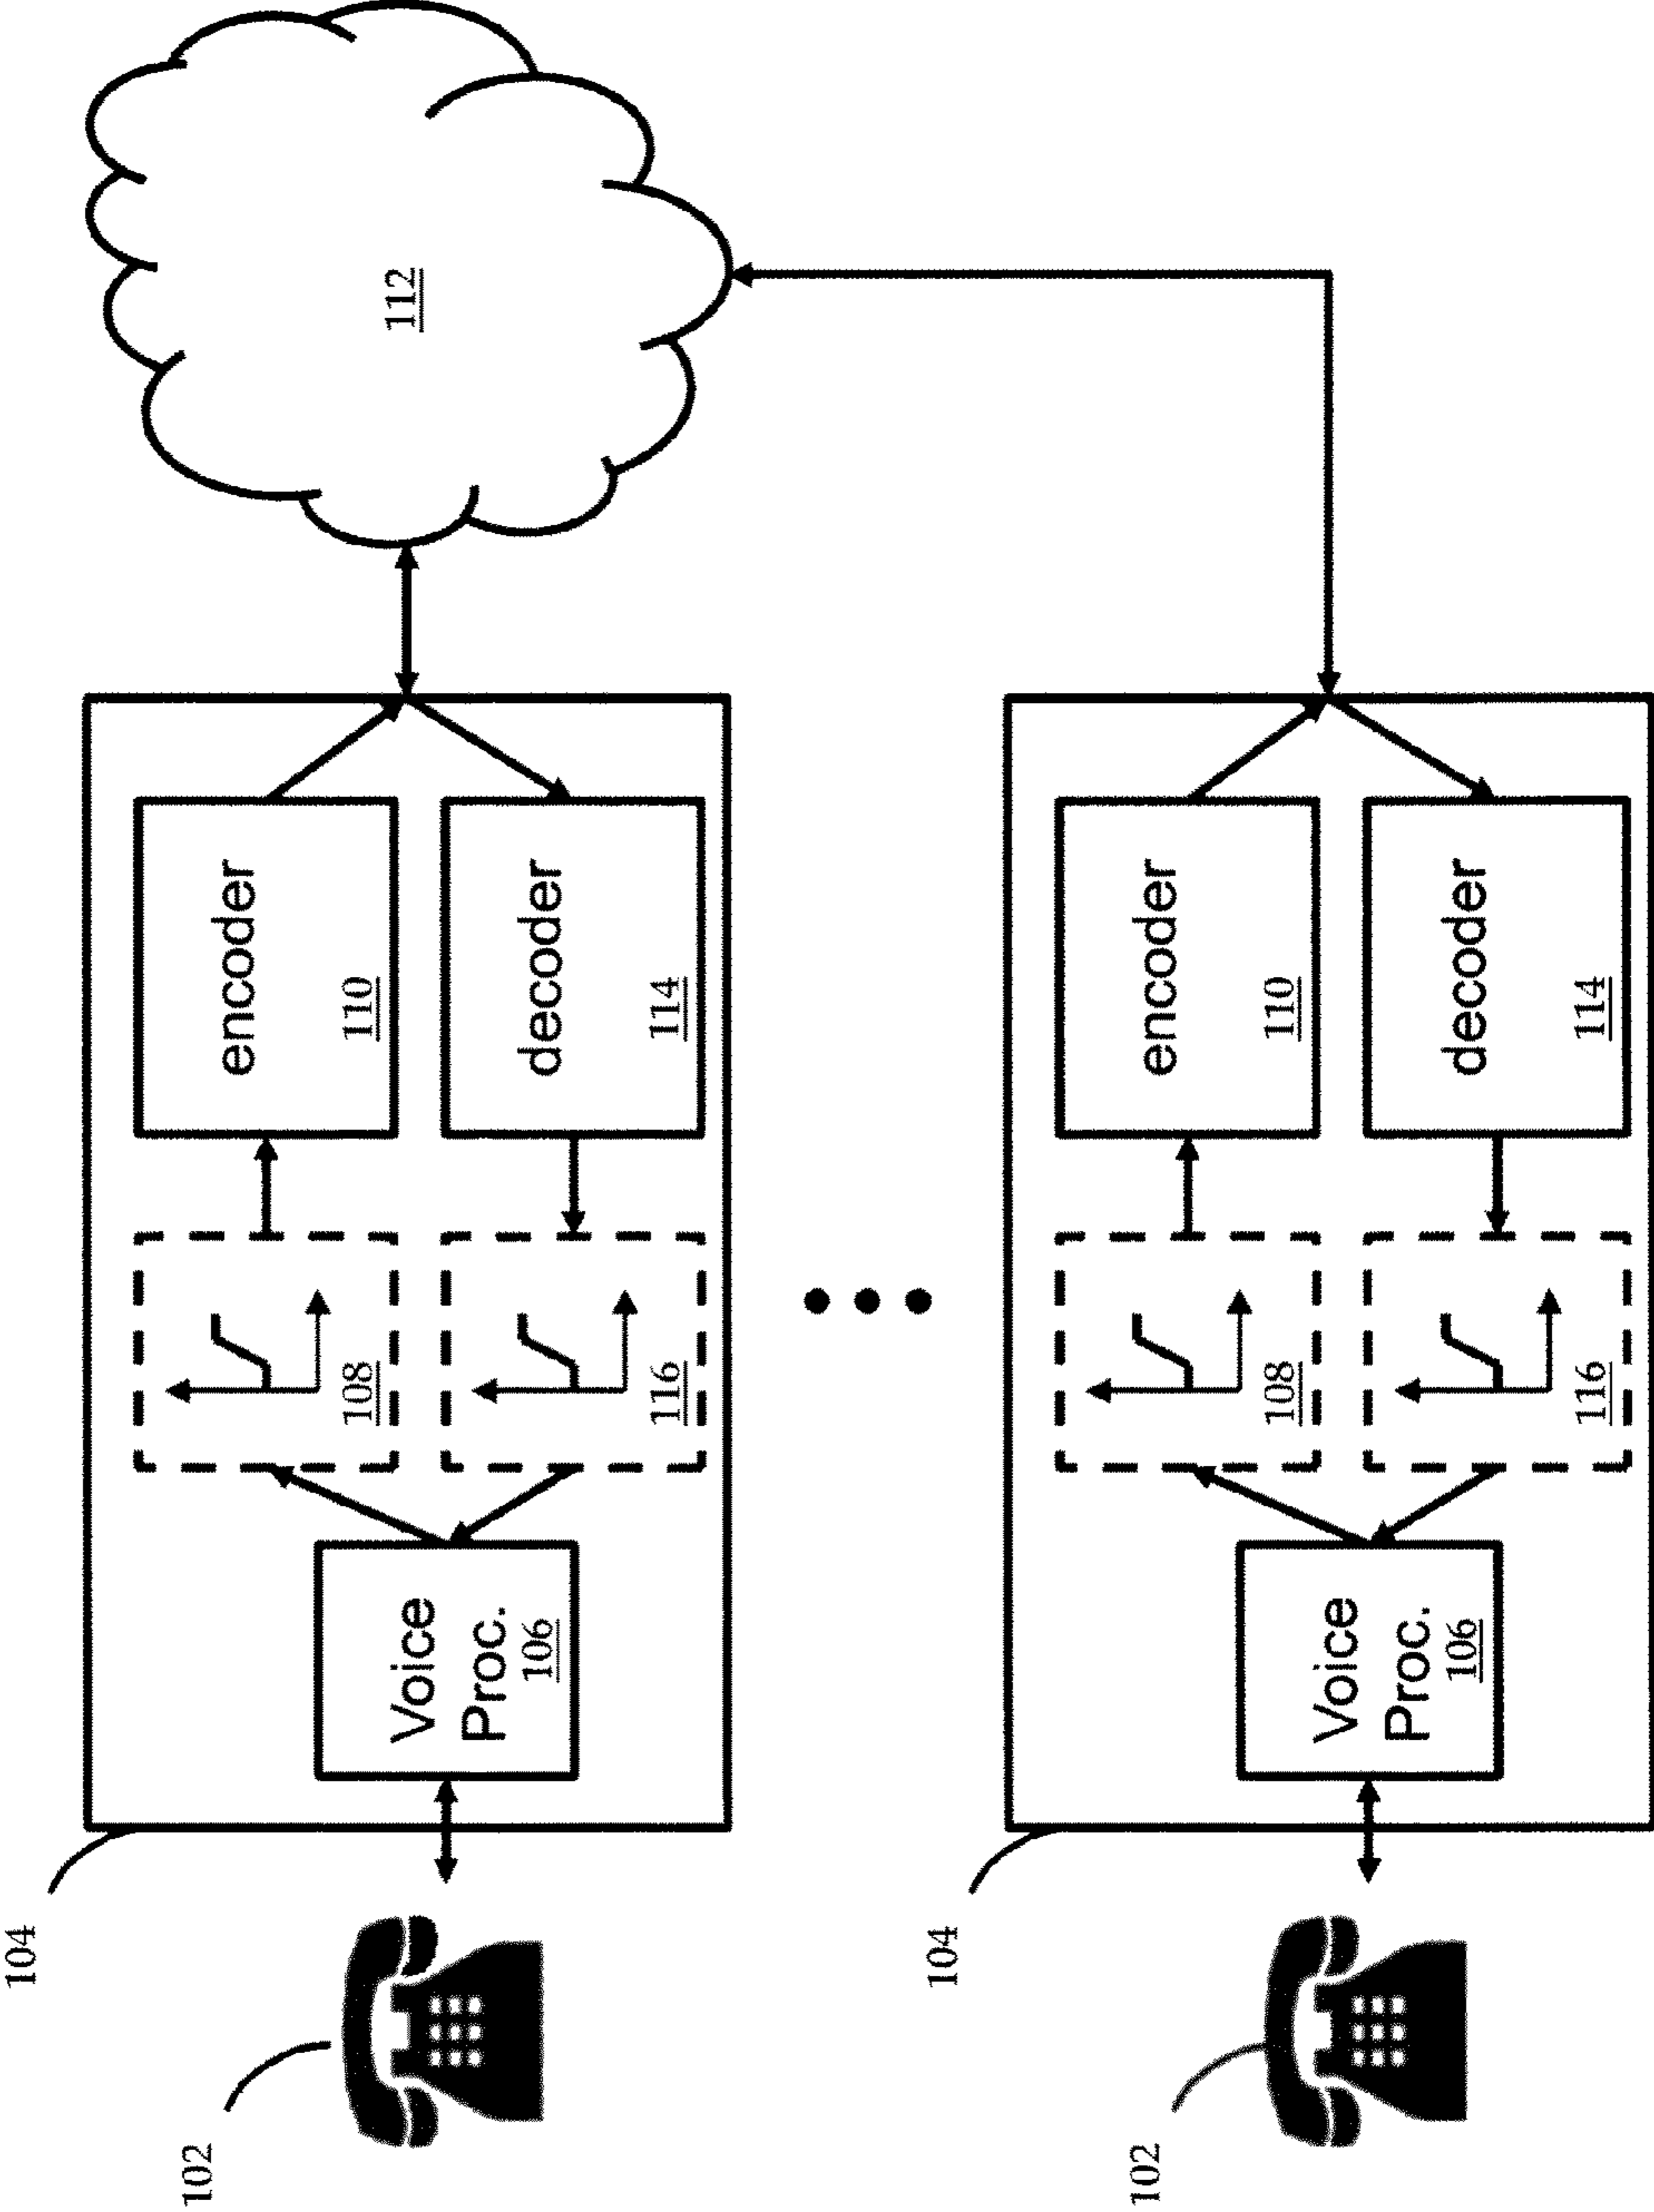 102
104
Voice
Proc.
106
108
116
encoder
110
decoder
114
112
102
104
Voice
Proc.
106
108
116
encoder
110
decoder
114